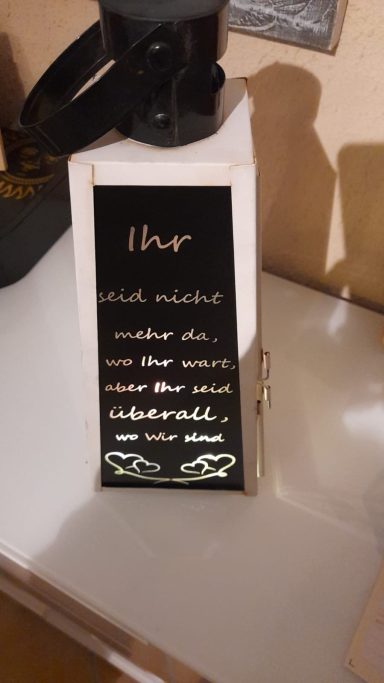 Ihr
seid nicht
mehr da,
wo Ihr wart,
aber Ihr seid
überall,
wo Wir sind